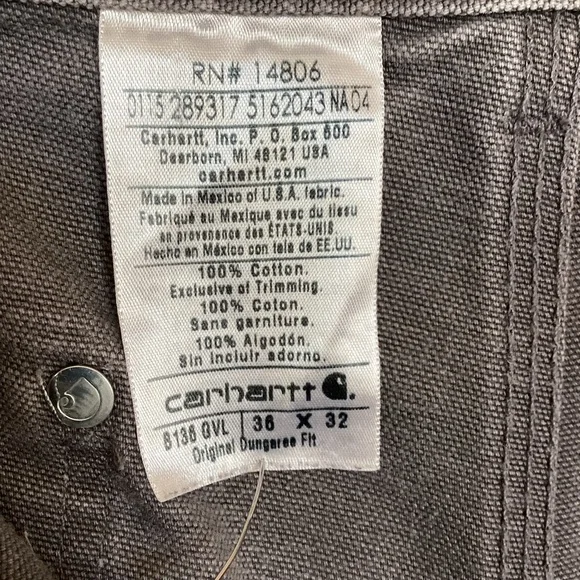 RN# 14806
0115 289317 5162043 NA04
Carhartt, Inc. P. O. Box 600
Dearborn, MI 48121 USA
carhartt.com
Made in Mexico of U.S.A. fabric.
Fabriqué au Mexique avec du tissu
en provenance des ÉTATS-UNIS.
Hecho en México con tela de EE.UU.
100% Cotton.
Exclusive of Trimming.
100% Coton.
Sans garniture.
100% Algodón.
Sin incluir adorno.
carhartt
B136 GVL 36 X 32
Original Dungaree Fit